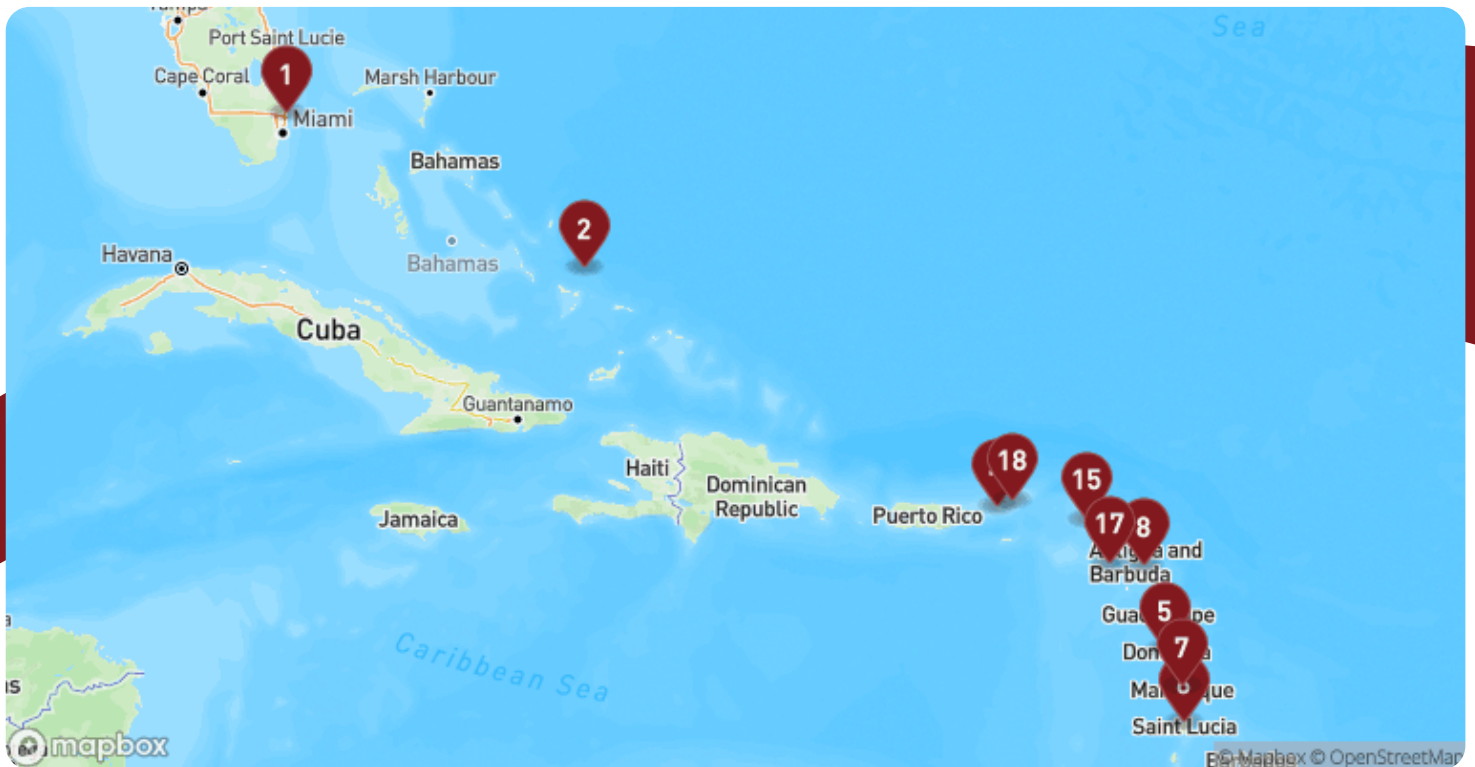 Sea
Port Saint Lucie
Cape Coral
1
Marsh Harbour
Miami
Bahamas
2
Havana
Bahamas
Cuba
Guantanamo
Haiti
Dominican
Republic
18
15
Puerto Rico
17
8
and
Barbuda
Jamaica
5
7
Caribbean Sea
Saint Lucia
mapbox
© Mapbox © OpenStreetMap